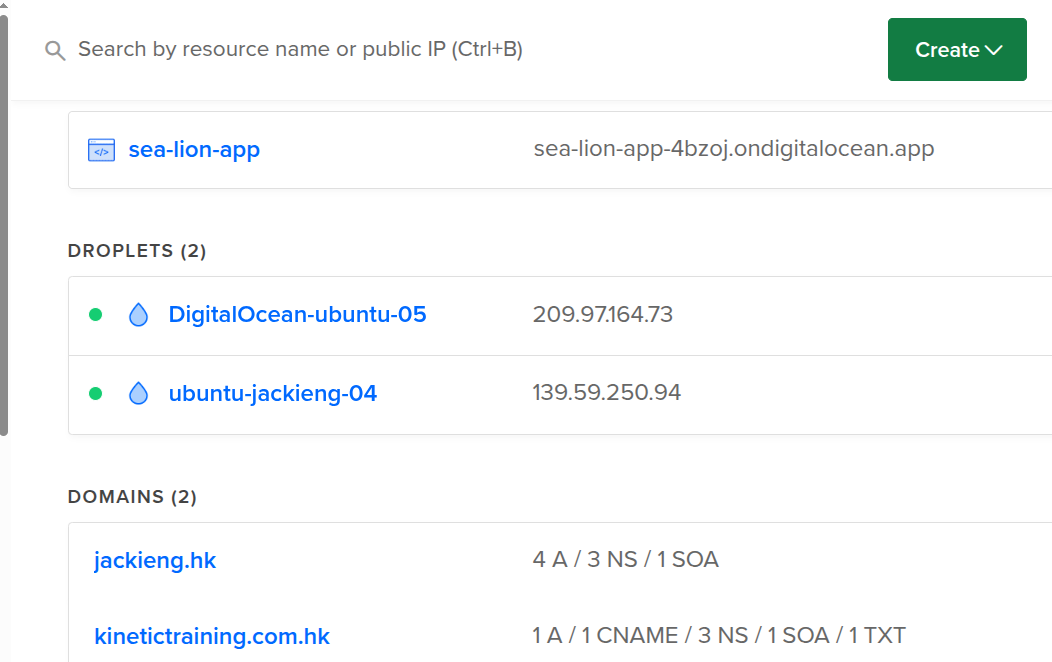 Search by resource name or public IP (Ctrl+B)
Create
sea-lion-app
sea-lion-app-4bzoj.ondigitalocean.app
DROPLETS (2)
DigitalOcean-ubuntu-05
209.97.164.73
ubuntu-jackieng-04
139.59.250.94
DOMAINS (2)
jackieng.hk
4 A / 3 NS / 1 SOA
kinetictraining.com.hk
1 A / 1 CNAME / 3 NS / 1 SOA / 1 TXT